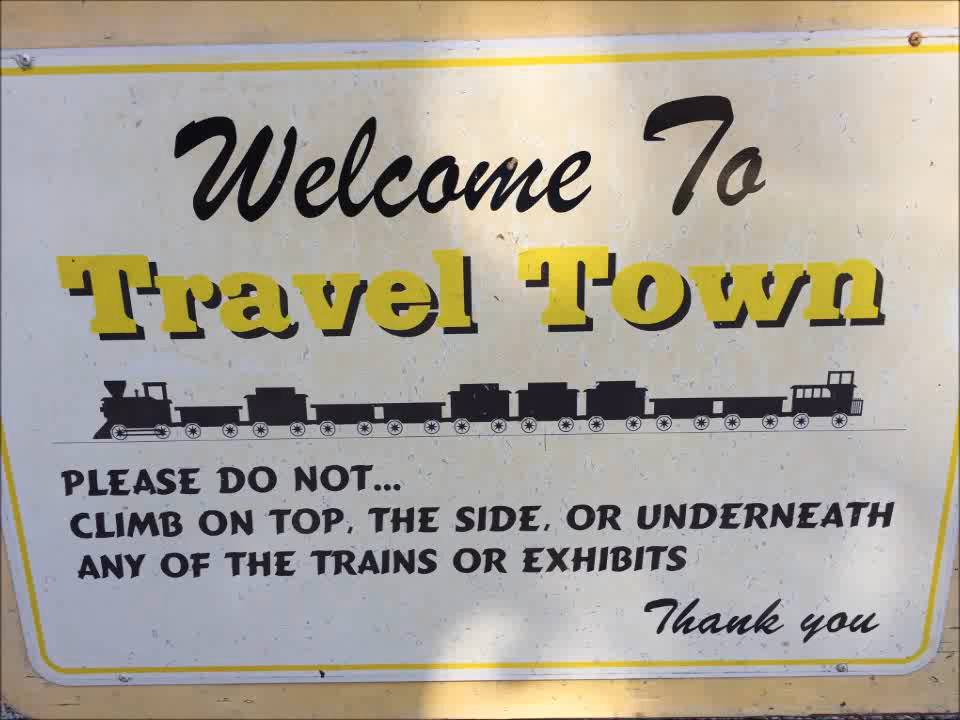 Welcome To
Travel Town
PLEASE DO NOT...
CLIMB ON TOP, THE SIDE, OR UNDERNEATH
ANY OF THE TRAINS OR EXHIBITS
Thank you